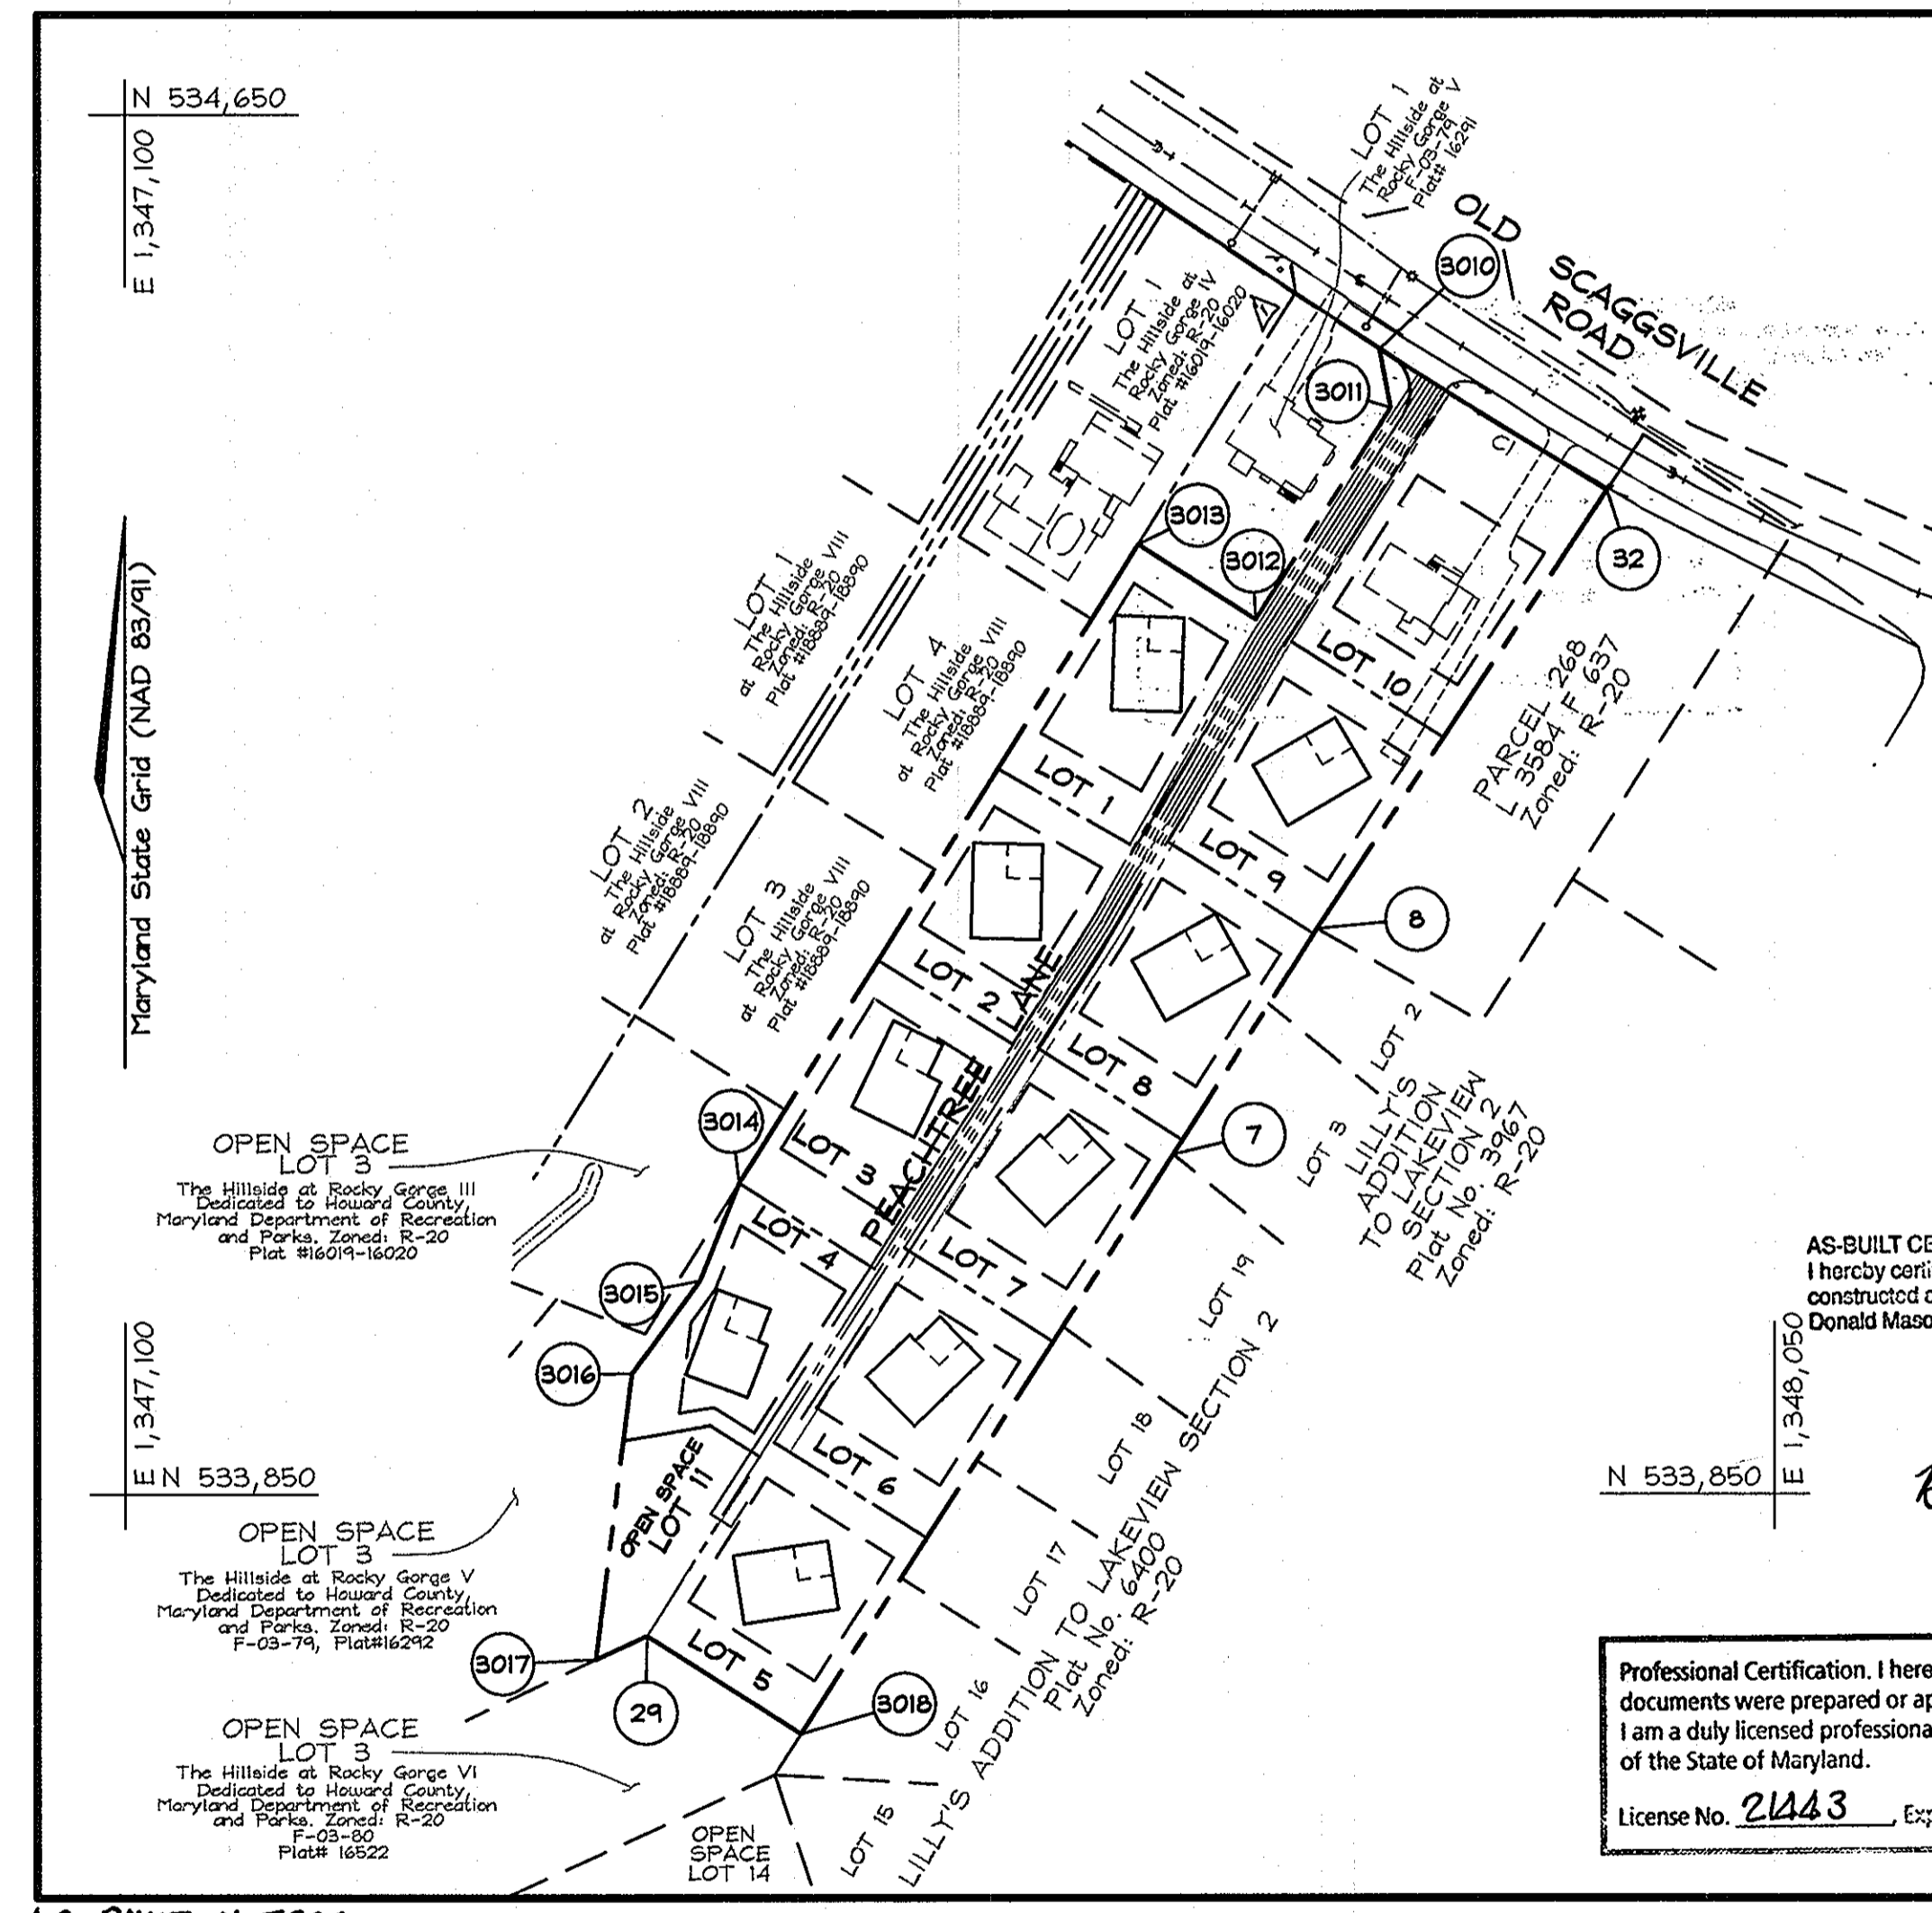 N 534,650
E 1,347,100
LOT 1
The Hillside at
Rocky Gorge V
F-03-79
Plat# 16291
OLD SCAGGSVILLE
ROAD
3010
LOT 1
The Hillside at
Rocky Gorge IV
Zoned: R-20
Plat #16019-16020
3011
3013
3012
32
Maryland State Grid (NAD 83/91)
LOT 1
The Hillside
at Rocky Gorge VIII
Zoned: R-20
Plat #18889-18890
LOT 4
The Hillside
at Rocky Gorge VIII
Zoned: R-20
Plat #18889-18890
LOT 10
PARCEL 268
L 3584 F 637
Zoned: R-20
LOT 1
LOT 9
LOT 2
The Hillside
at Rocky Gorge VIII
Zoned: R-20
Plat #18889-18890
LOT 3
The Hillside
at Rocky Gorge VIII
Zoned: R-20
Plat #18889-18890
8
LOT 2
PEACHTREE LANE
LOT 8
LOT 2
LOT 3
LILLY'S
ADDITION
TO LAKEVIEW
SECTION 2
Plat No. 3967
Zoned: R-20
7
3014
LOT 3
OPEN SPACE
LOT 3
The Hillside at Rocky Gorge III
Dedicated to Howard County,
Maryland Department of Recreation
and Parks. Zoned: R-20
Plat #16019-16020
LOT 4
LOT 7
3015
LOT 19
AS-BUILT CE
I hereby certi
constructed
Donald Maso
3016
E 1,347,100
N 533,850
LOT 18
E 1,348,050
N 533,850
LOT 6
OPEN SPACE
LOT 11
OPEN SPACE
LOT 3
The Hillside at Rocky Gorge V
Dedicated to Howard County,
Maryland Department of Recreation
and Parks. Zoned: R-20
F-03-79, Plat#16292
LOT 17
3017
LOT 5
29
3018
LOT 16
LILLY'S ADDITION TO LAKEVIEW SECTION 2
Plat No. 6400
Zoned: R-20
OPEN SPACE
LOT 3
The Hillside at Rocky Gorge VI
Dedicated to Howard County,
Maryland Department of Recreation
and Parks. Zoned: R-20
F-03-80
Plat# 16522
OPEN
SPACE
LOT 14
LOT 15
Professional Certification. I here
documents were prepared or ap
I am a duly licensed professiona
of the State of Maryland.
License No. 21443, Exp